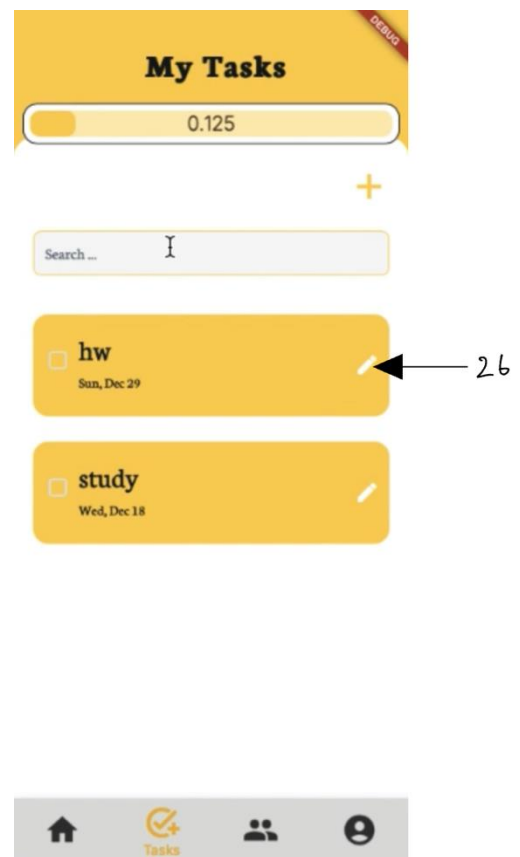 DEBUG
My Tasks
0.125
Search ...
hw
Sun, Dec 29
26
study
Wed, Dec 18
Tasks